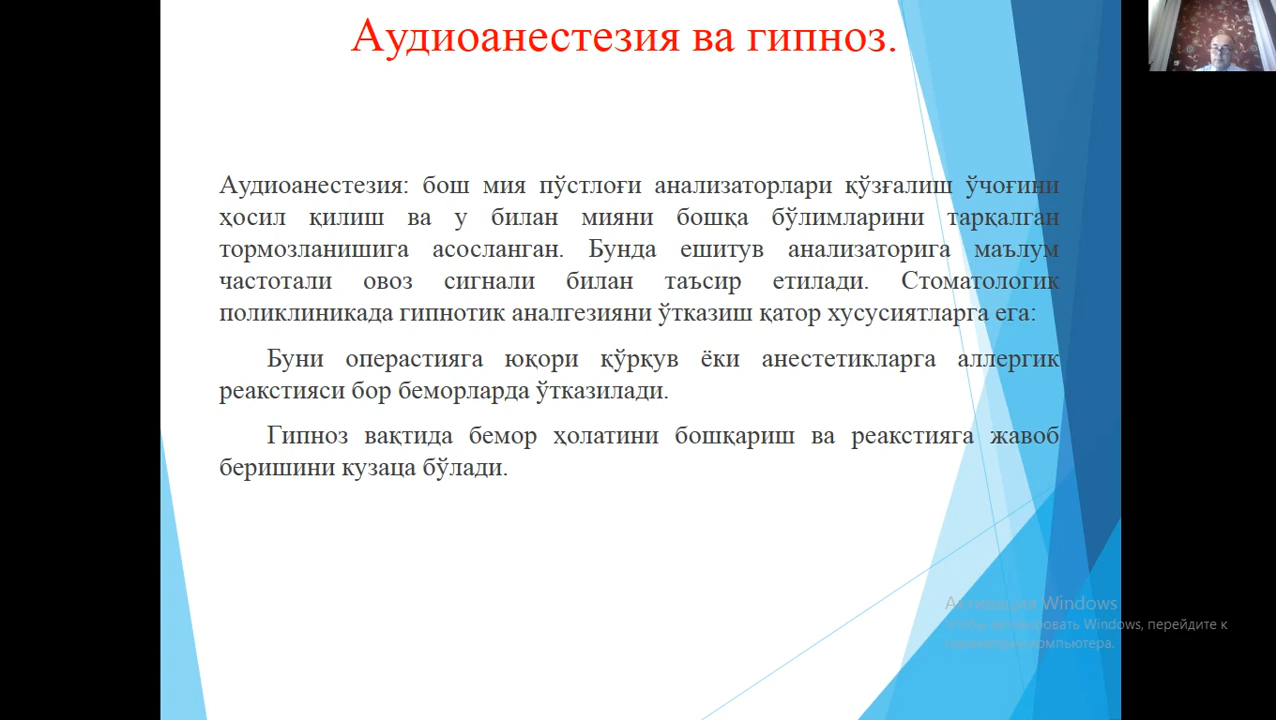 Аудиоанестезия ва гипноз.
Аудиоанестезия: бош мия пўстлоғи анализаторлари қўзғалиш ўчоғини
ҳосил қилиш ва у билан мияни бошқа бўлимларини тарқалган
тормозланишига асосланган. Бунда ешитув анализаторига маълум
частотали овоз сигнали билан таъсир етилади. Стоматологик
поликлиникада гипнотик аналгезияни ўтказиш қатор хусусиятларга ега:
Буни операстияга юқори қўрқув ёки анестетикларга аллергик
реакстияси бор беморларда ўтказилади.
Гипноз вақтида бемор ҳолатини бошқариш ва реакстияга жавоб
беришини кузаца бўлади.
Активация Windows
Чтобы активировать Windows, перейдите к
параметрам компьютера.